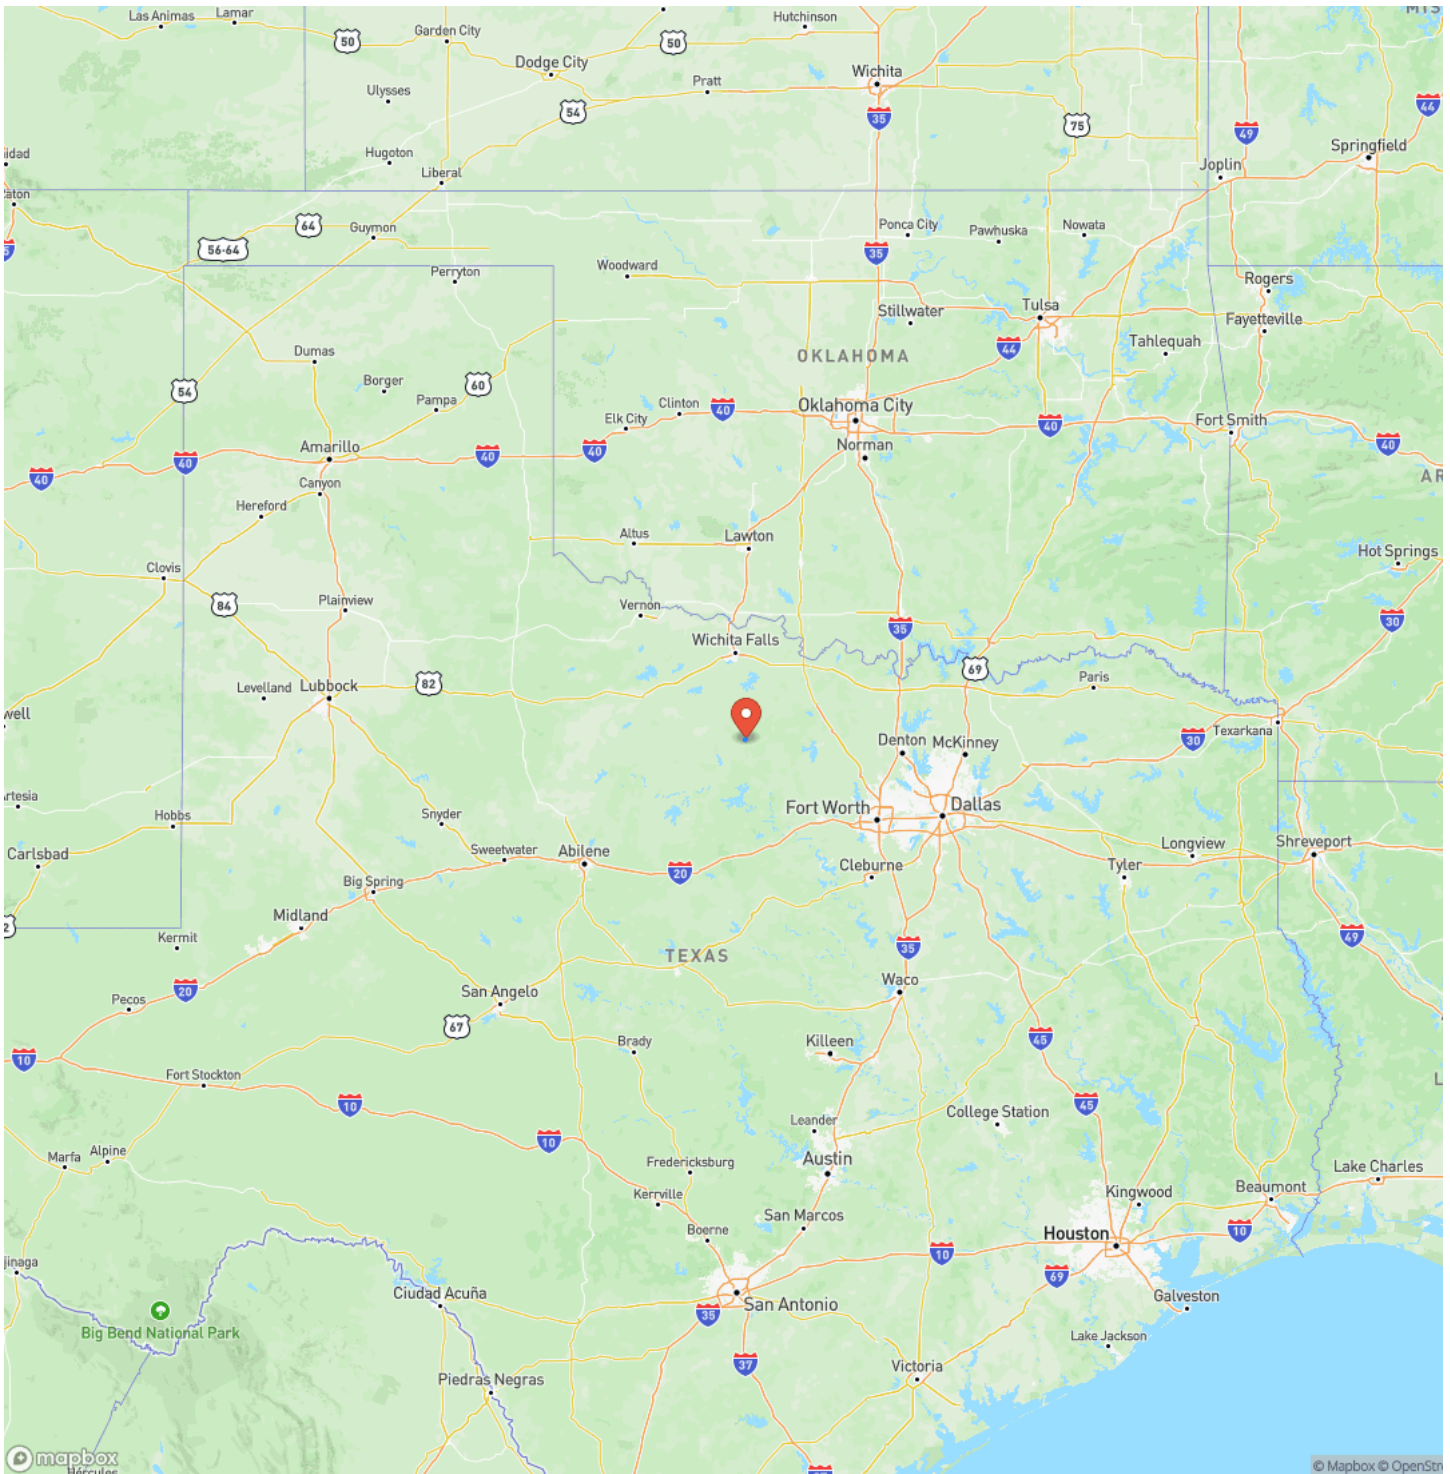 Las Animas
Lamar
Garden City
50
50
Hutchinson
Dodge City
Wichita
Pratt
Ulysses
54
35
75
44
49
Springfield
Hugoton
Liberal
Joplin
64
Guymon
56-64
Ponca City
Pawhuska
Nowata
35
Perryton
Woodward
Rogers
Tulsa
Stillwater
Fayetteville
44
Tahlequah
OKLAHOMA
Dumas
54
Borger
60
Pampa
Clinton
40
Oklahoma City
Elk City
40
Fort Smith
Norman
40
Amarillo
40
40
40
40
Canyon
Hereford
Altus
Lawton
Hot Springs
Clovis
84
Plainview
Vernon
35
30
Wichita Falls
69
Levelland
Lubbock
82
Paris
Texarkana
30
Denton
McKinney
Fort Worth
Dallas
Hobbs
Snyder
Carlsbad
Sweetwater
Abilene
20
Cleburne
Longview
Tyler
Shreveport
Big Spring
Midland
Kermit
49
35
TEXAS
Waco
20
Pecos
San Angelo
67
Brady
Killeen
45
10
Fort Stockton
10
45
10
Leander
College Station
Austin
Marfa
Alpine
Fredericksburg
Lake Charles
Kerrville
Kingwood
Beaumont
San Marcos
Boerne
Houston
10
10
69
Ciudad Acuña
San Antonio
35
Galveston
Big Bend National Park
Lake Jackson
37
Victoria
Piedras Negras
mapbox
© Mapbox © OpenStr